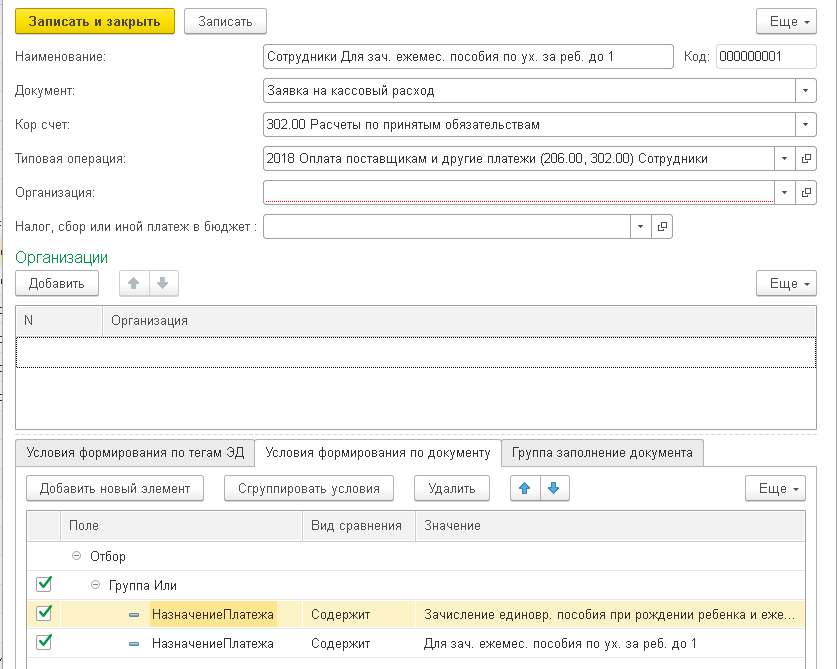 Записать и закрыть Записать Еще
Наименование: Сотрудники Для зач. ежемес. пособия по ух. за реб. до 1 Код: 000000001
Документ: Заявка на кассовый расход
Кор счет: 302.00 Расчеты по принятым обязательствам
Типовая операция: 2018 Оплата поставщикам и другие платежи (206.00, 302.00) Сотрудники
Организация:
Налог, сбор или иной платеж в бюджет :
Организации
Добавить Еще
N Организация
Условия формирования по тегам ЭД Условия формирования по документу Группа заполнение документа
Добавить новый элемент Сгруппировать условия Удалить Еще
Поле Вид сравнения Значение
Отбор
Группа Или
НазначениеПлатежа Содержит Зачисление единовр. пособия при рождении ребенка и еже...
НазначениеПлатежа Содержит Для зач. ежемес. пособия по ух. за реб. до 1